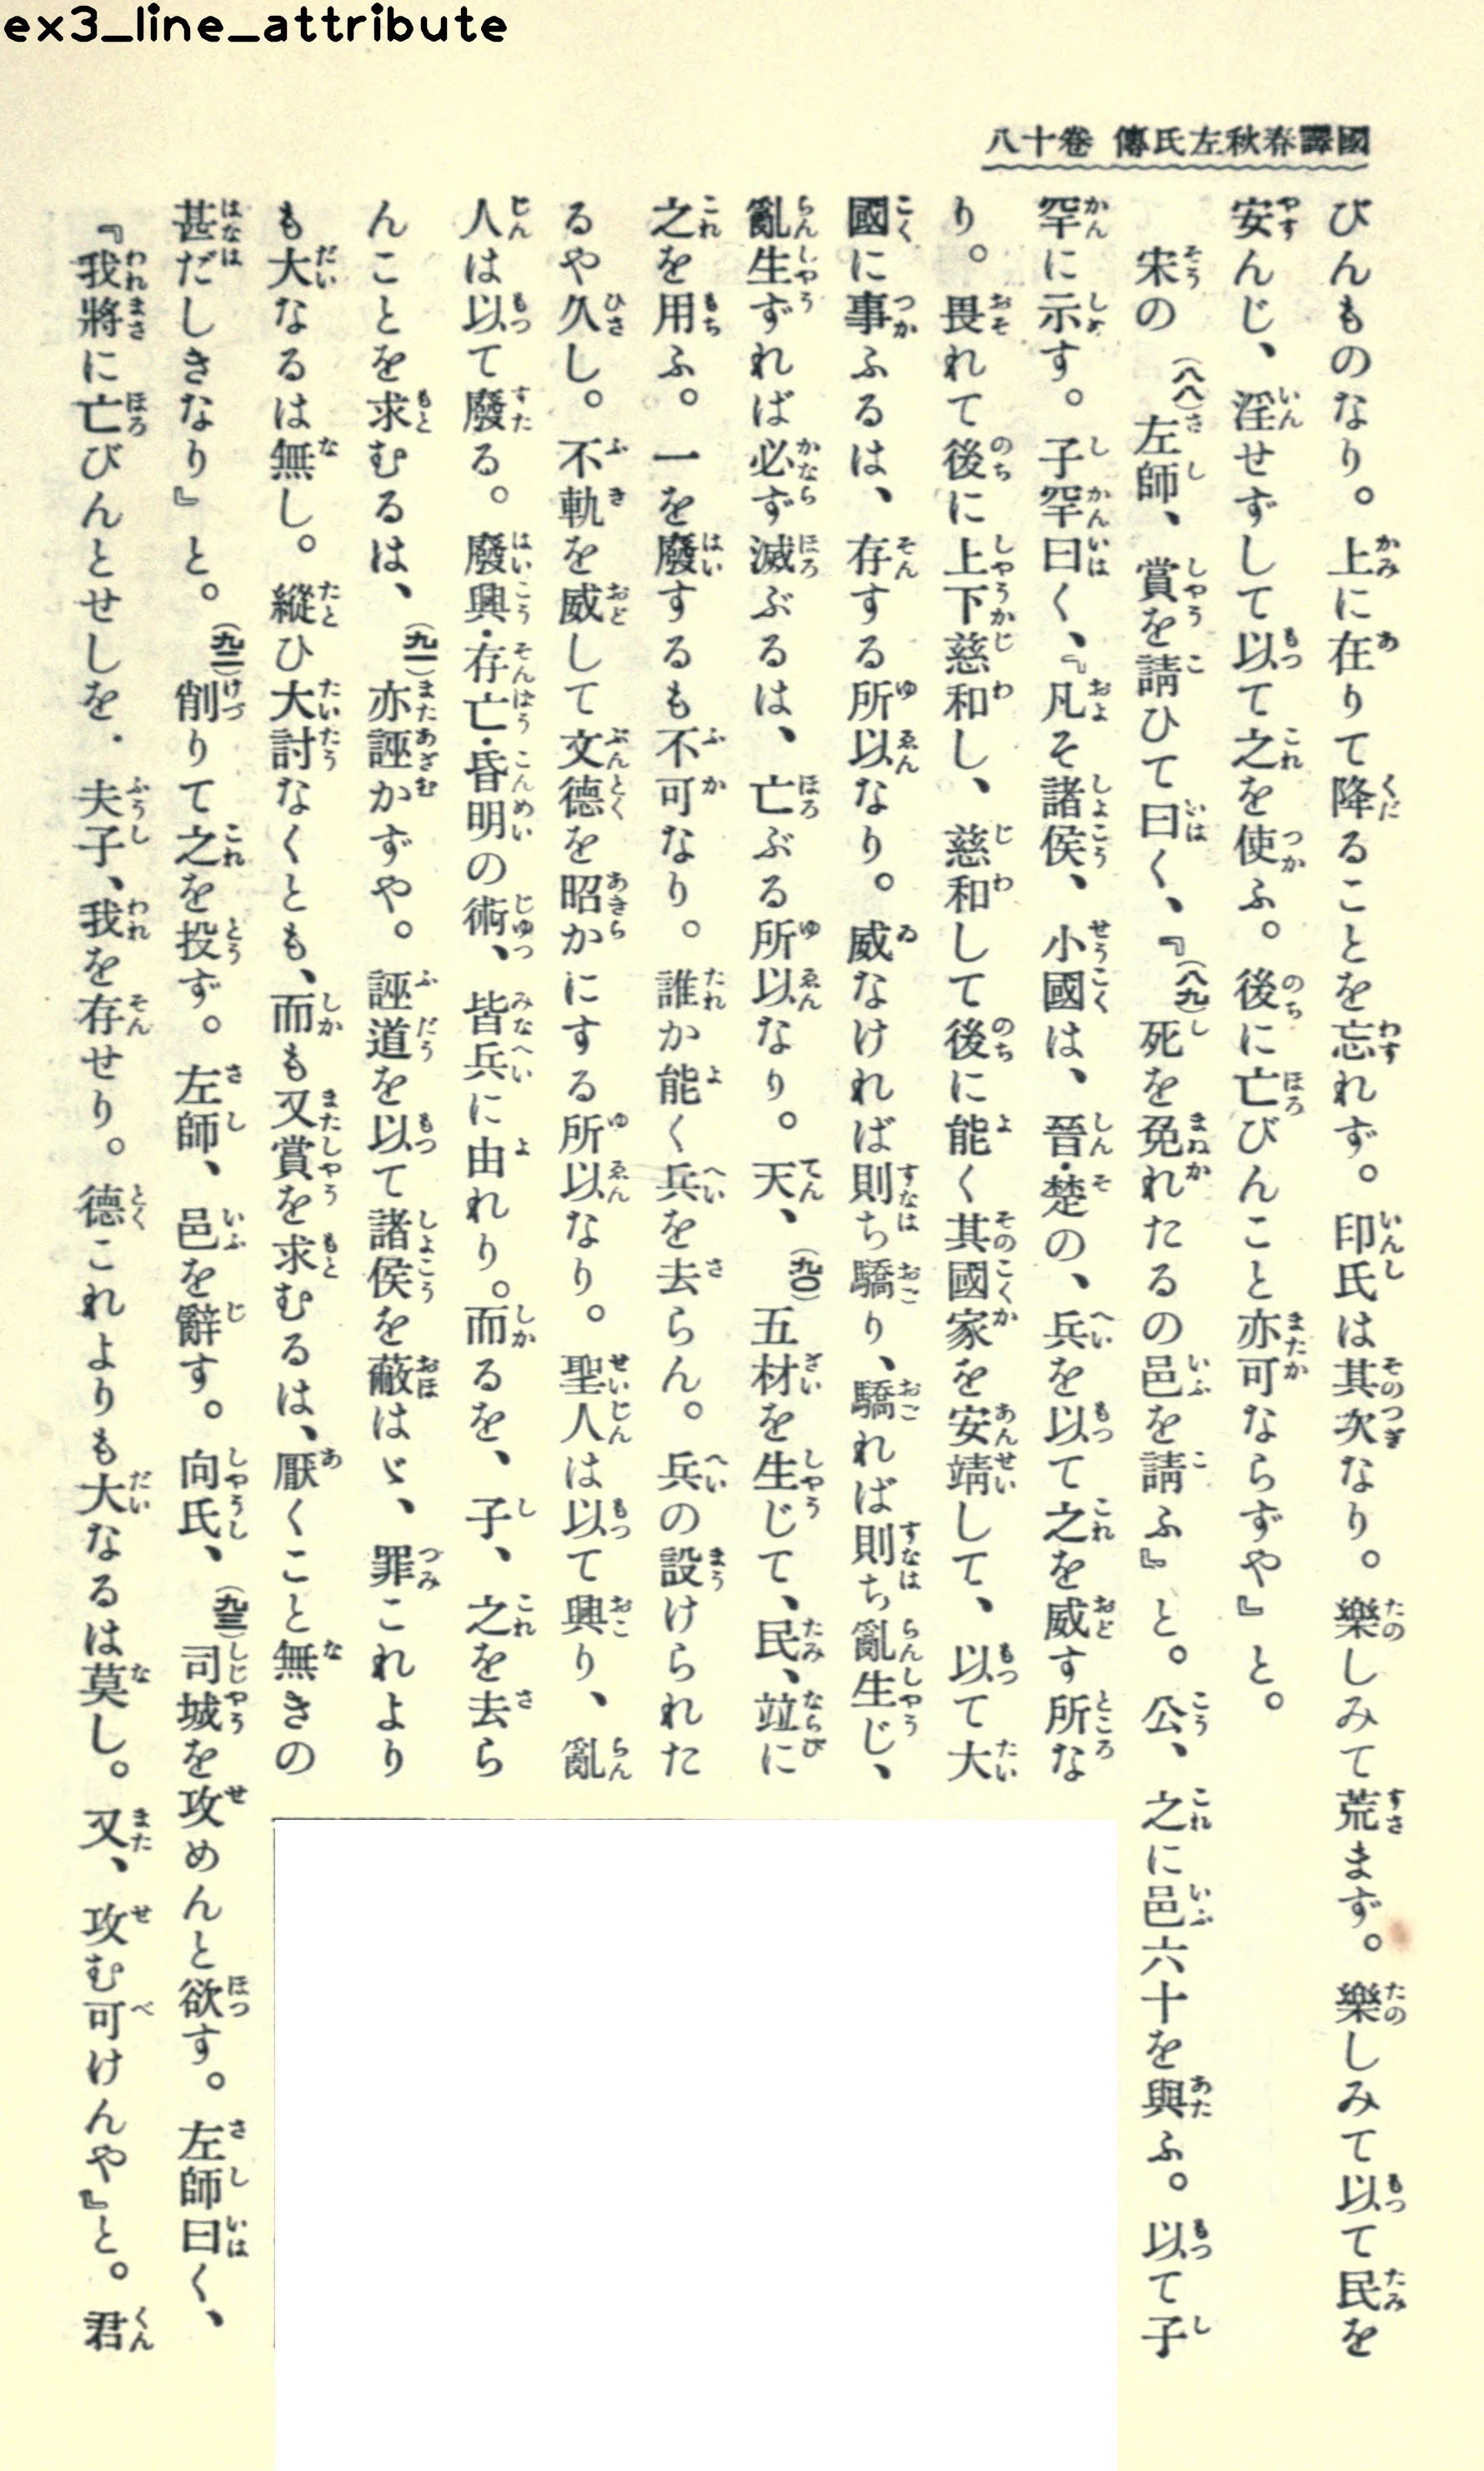 ex3_line_attribute
國譯春秋左氏傳 卷十八
びんものなり。上に在りて降ることを忘れず。印氏は其次なり。樂しみて荒まず。樂しみて以て民を
安んじ、淫せずして以て之を使ふ。後に亡びんこと亦可ならずや』と。
宋の(八八)左師、賞を請ひて曰く、『(八九)死を免れたるの邑を請ふ』と。公、之に邑六十を與ふ。以て子
罕に示す。子罕曰く、『凡そ諸侯、小國は、晉・楚の、兵を以て之を威す所な
り。畏れて後に上下慈和し、慈和して後に能く其國家を安靖して、以て大
國に事ふるは、存する所以なり。威なければ則ち驕り、驕れば則ち亂生じ、
亂生ずれば必ず滅ぶるは、亡ぶる所以なり。天、(九〇)五材を生じて、民、竝に
之を用ふ。一を廢するも不可なり。誰か能く兵を去らん。兵の設けられた
るや久し。不軌を威して文德を昭かにする所以なり。聖人は以て興り、亂
人は以て廢る。廢興・存亡・昏明の術、皆兵に由れり。而るを、子、之を去ら
んことを求むるは、(九一)亦誣かずや。誣道を以て諸侯を蔽はゞ、罪これより
も大なるは無し。縱ひ大討なくとも、而も又賞を求むるは、厭くこと無きの
甚だしきなり』と。(九二)削りて之を投ず。左師、邑を辭す。向氏、(九三)司城を攻めんと欲す。左師曰く、
『我將に亡びんとせしを・夫子、我を存せり。德これよりも大なるは莫し。又、攻む可けんや』と。君